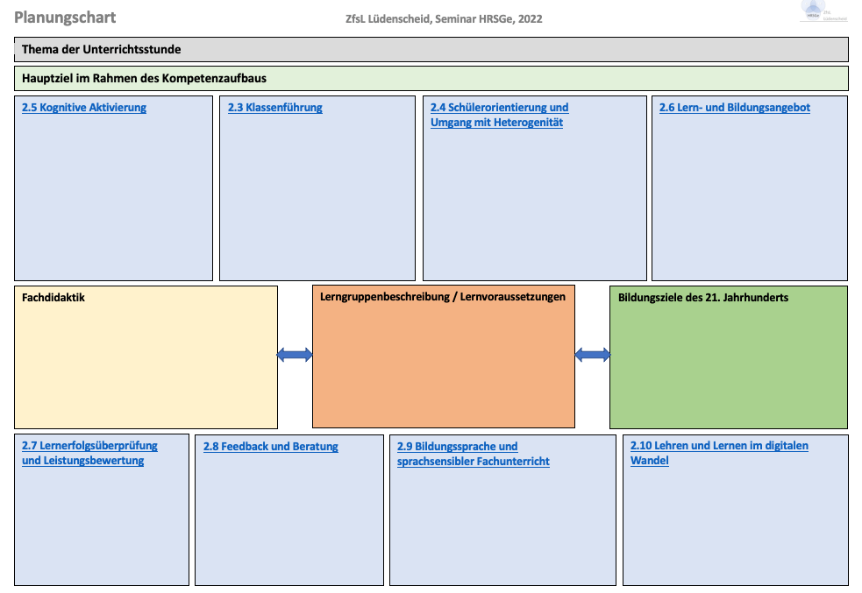 Planungschart
ZfsL Lüdenscheid, Seminar HRSGe, 2022
HRSGe
Thema der Unterrichtsstunde
Hauptziel im Rahmen des Kompetenzaufbaus
2.5 Kognitive Aktivierung
2.3 Klassenführung
2.4 Schülerorientierung und
Umgang mit Heterogenität
2.6 Lern- und Bildungsangebot
Fachdidaktik
Lerngruppenbeschreibung / Lernvoraussetzungen
Bildungsziele des 21. Jahrhunderts
2.7 Lernerfolgsüberprüfung
und Leistungsbewertung
2.8 Feedback und Beratung
2.9 Bildungssprache und
sprachsensibler Fachunterricht
2.10 Lehren und Lernen im digitalen
Wandel